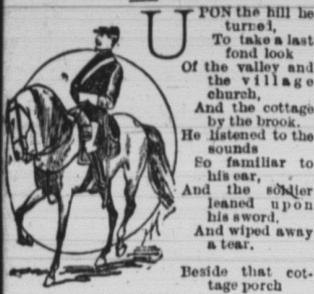 UPON the hill he
turned,
To take a last
fond look
Of the valley and
the village
church,
And the cottage
by the brook.
He listened to the
sounds
So familiar to
his ear,
And the soldier
leaned upon
his sword,
And wiped away
a tear.
Beside that cot-
tage porch